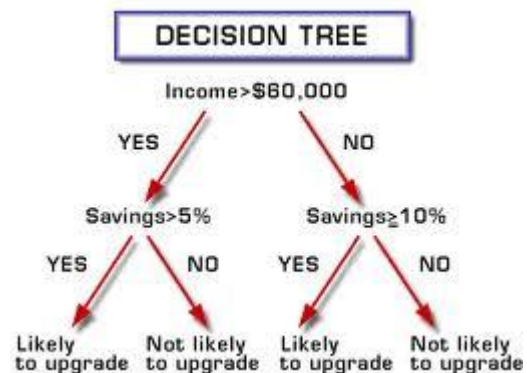 DECISION TREE
Income>$60,000
YES
NO
Savings>5%
Savings≥10%
YES
NO
YES
NO
Likely
to upgrade
Not likely
to upgrade
Likely
to upgrade
Not likely
to upgrade